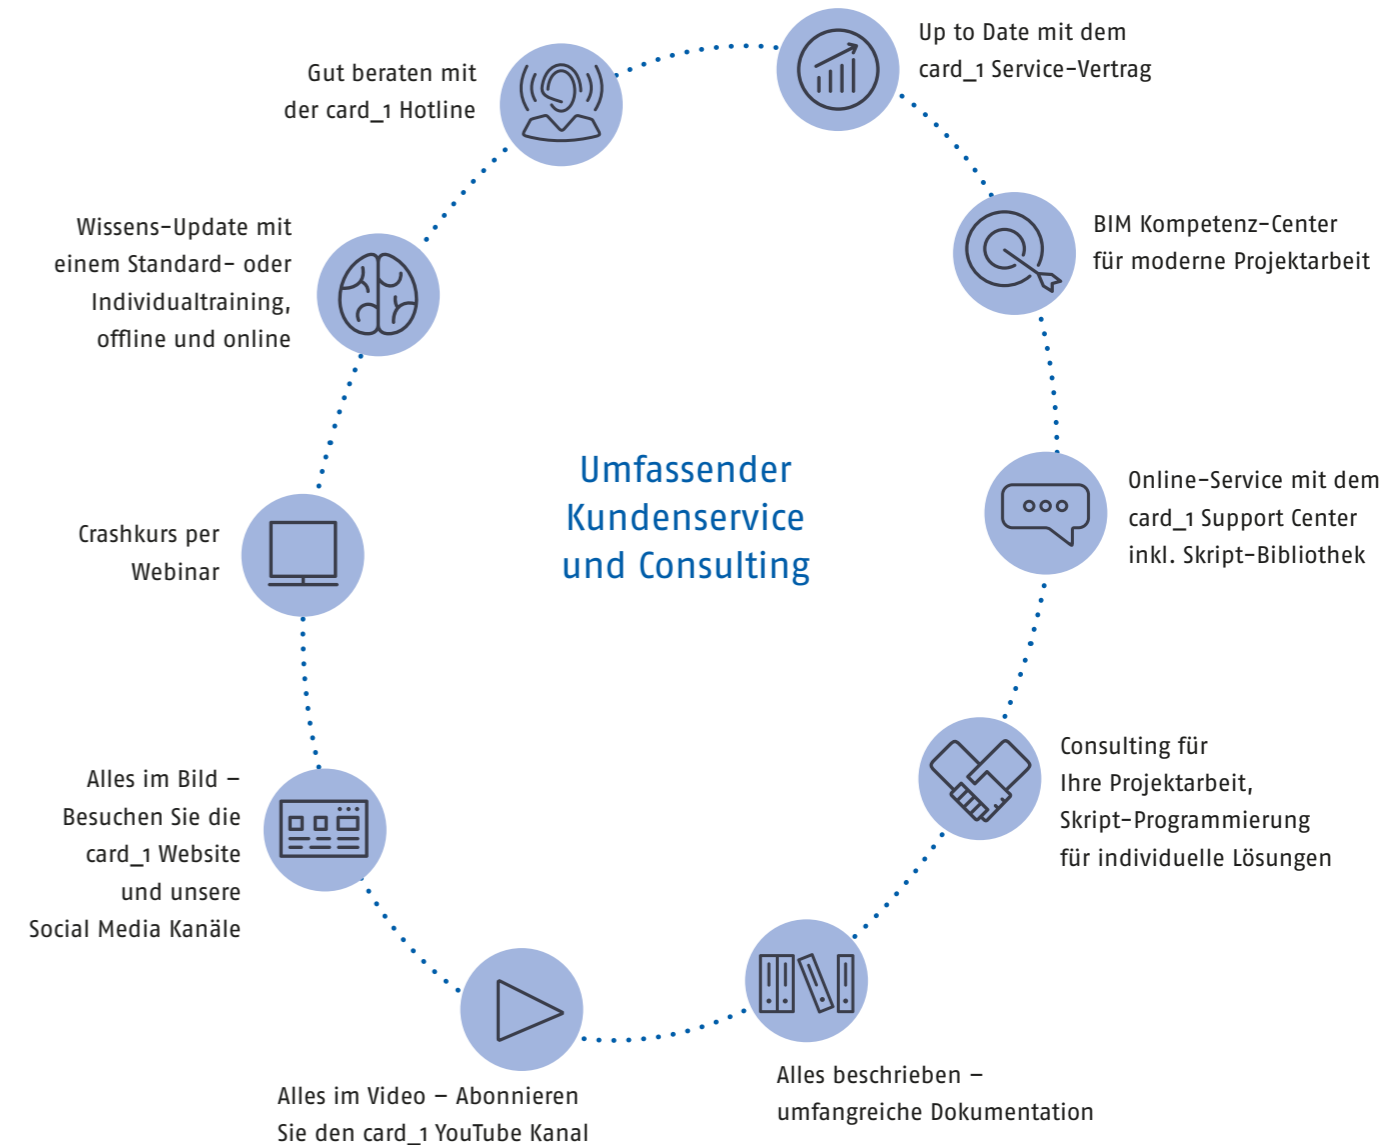 Up to Date mit dem
card_1 Service-Vertrag
Gut beraten mit
der card_1 Hotline
BIM Kompetenz-Center
für moderne Projektarbeit
Wissens-Update mit
einem Standard- oder
Individualtraining,
offline und online
Umfassender
Kundenservice
und Consulting
Online-Service mit dem
card_1 Support Center
inkl. Skript-Bibliothek
Crashkurs per
Webinar
Consulting für
Ihre Projektarbeit,
Skript-Programmierung
für individuelle Lösungen
Alles im Bild –
Besuchen Sie die
card_1 Website
und unsere
Social Media Kanäle
Alles beschrieben –
umfangreiche Dokumentation
Alles im Video – Abonnieren
Sie den card_1 YouTube Kanal